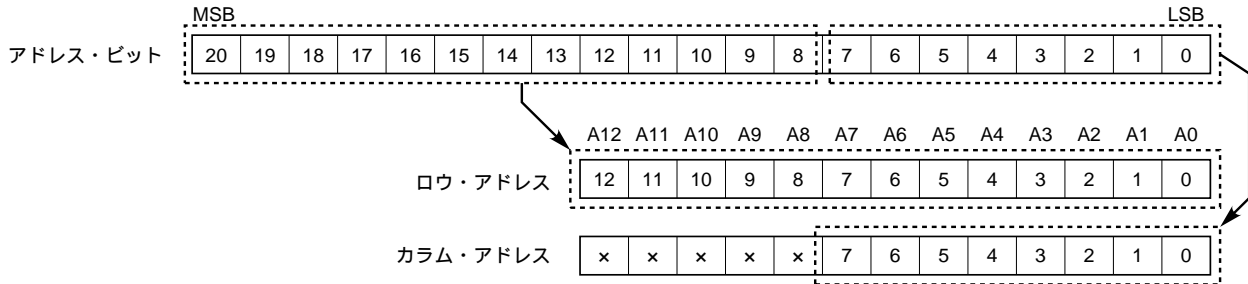 MSB LSB
アドレス・ビット 20 19 18 17 16 15 14 13 12 11 10 9 8 7 6 5 4 3 2 1 0
A12 A11 A10 A9 A8 A7 A6 A5 A4 A3 A2 A1 A0
ロウ・アドレス 12 11 10 9 8 7 6 5 4 3 2 1 0
カラム・アドレス × × × × × 7 6 5 4 3 2 1 0